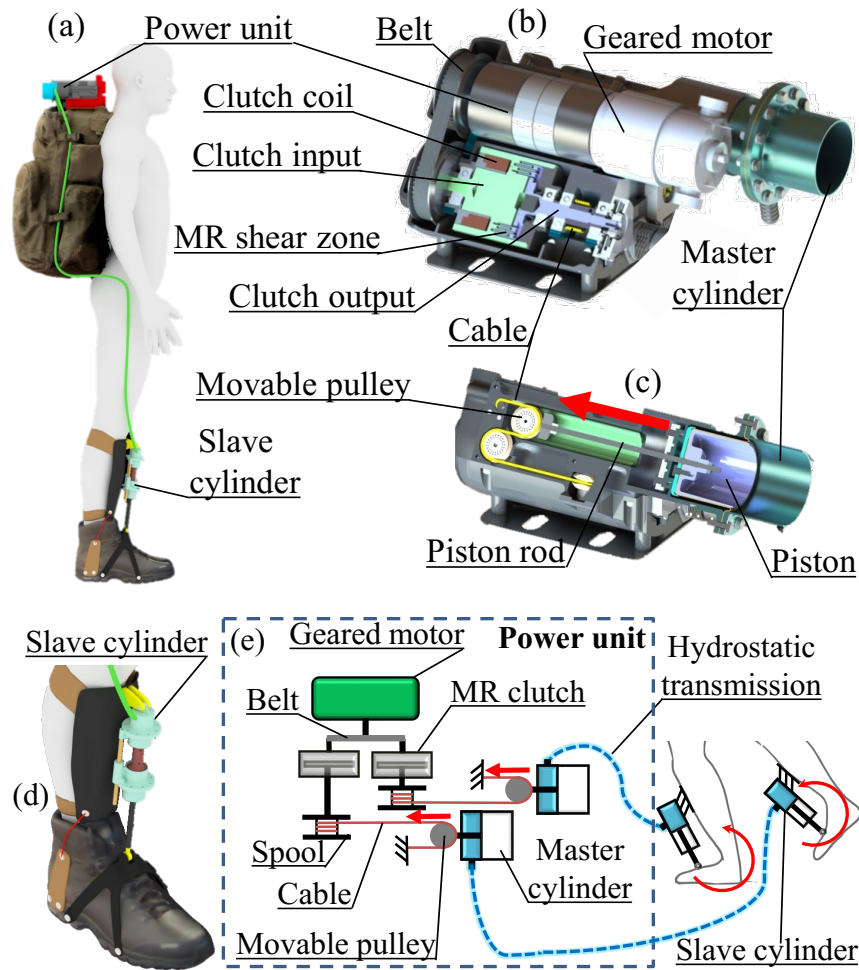 (a)
Power unit
Belt
(b)
Geared motor
Clutch coil
Clutch input
MR shear zone
Clutch output
Cable
Master
cylinder
Movable pulley
(c)
Slave
cylinder
Piston rod
Piston
Slave cylinder
(d)
(e)
Geared motor
Power unit
Belt
MR clutch
Hydrostatic
transmission
Spool
Cable
Movable pulley
Master
cylinder
Slave cylinder